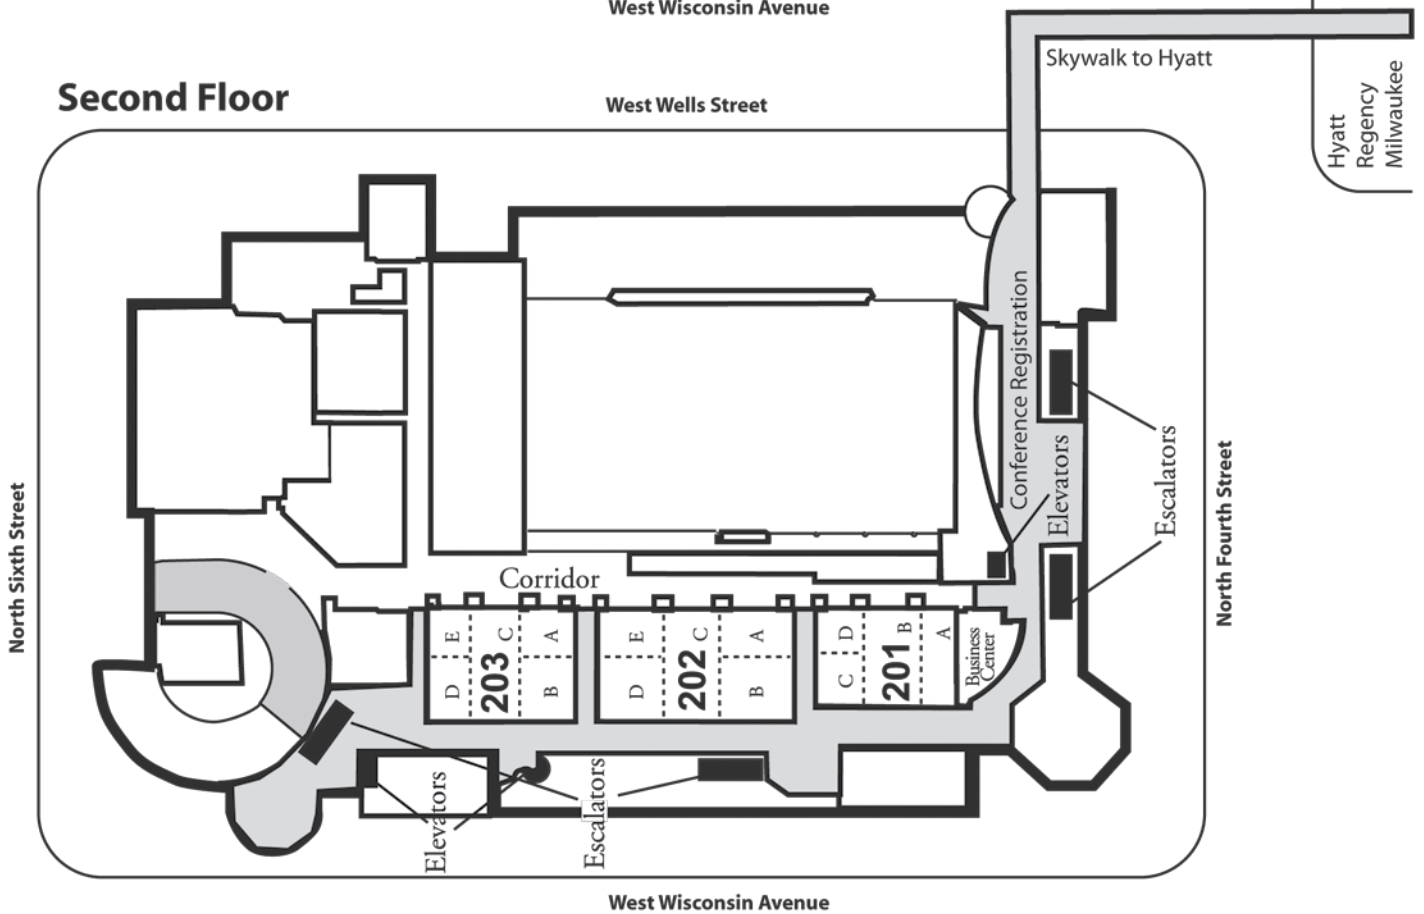 West Wisconsin Avenue
Skywalk to Hyatt
Second Floor
West Wells Street
Hyatt
Regency
Milwaukee
Conference Registration
Elevators
Escalators
North Sixth Street
North Fourth Street
Corridor
E
C
A
D
203
B
E
C
A
D
202
B
D
B
A
C
201
Business
Center
Elevators
Escalators
West Wisconsin Avenue